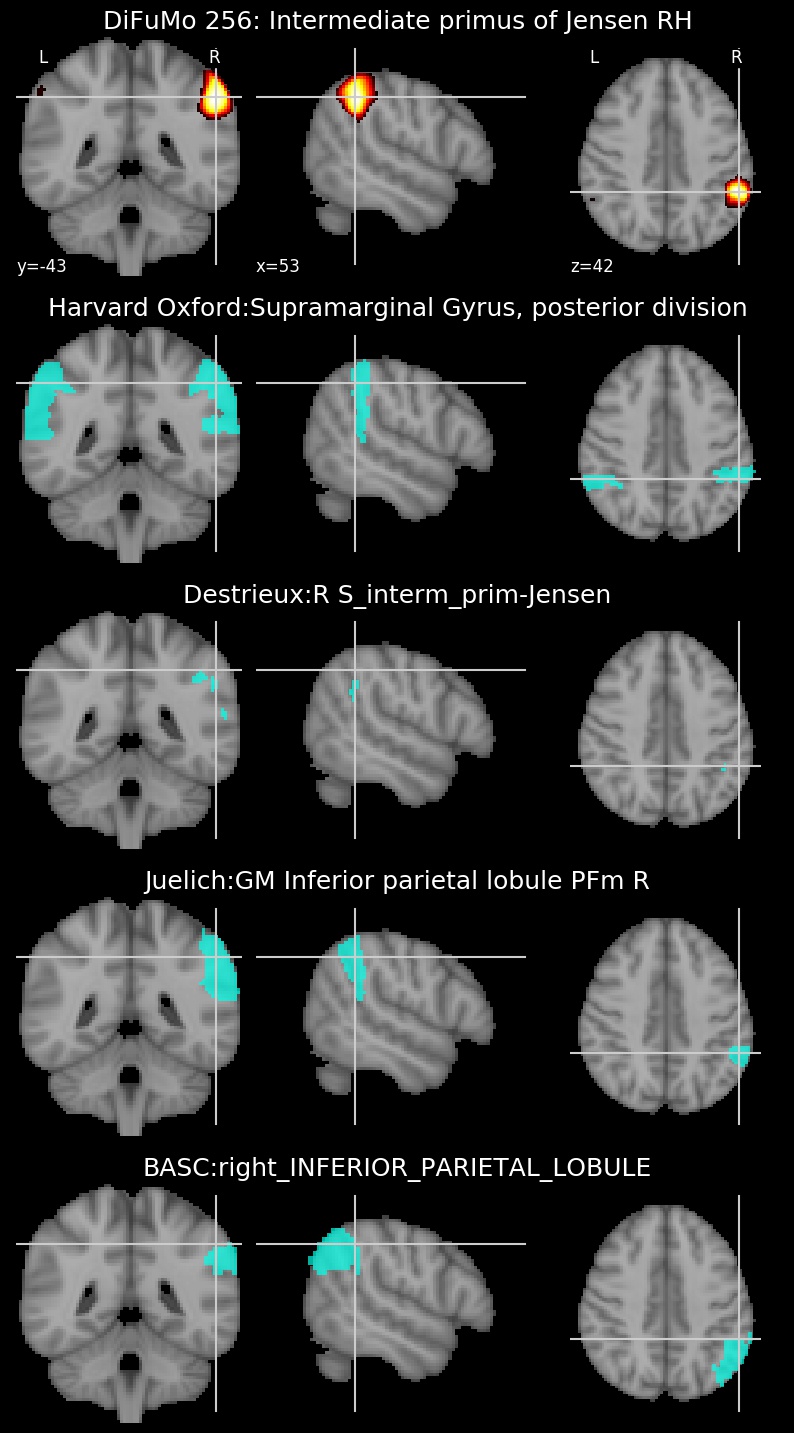 DiFuMo 256: Intermediate primus of Jensen RH
L R L R
y=-43 x=53 z=42
Harvard Oxford:Supramarginal Gyrus, posterior division
Destrieux:R S_interm_prim-Jensen
Juelich:GM Inferior parietal lobule PFm R
BASC:right_INFERIOR_PARIETAL_LOBULE